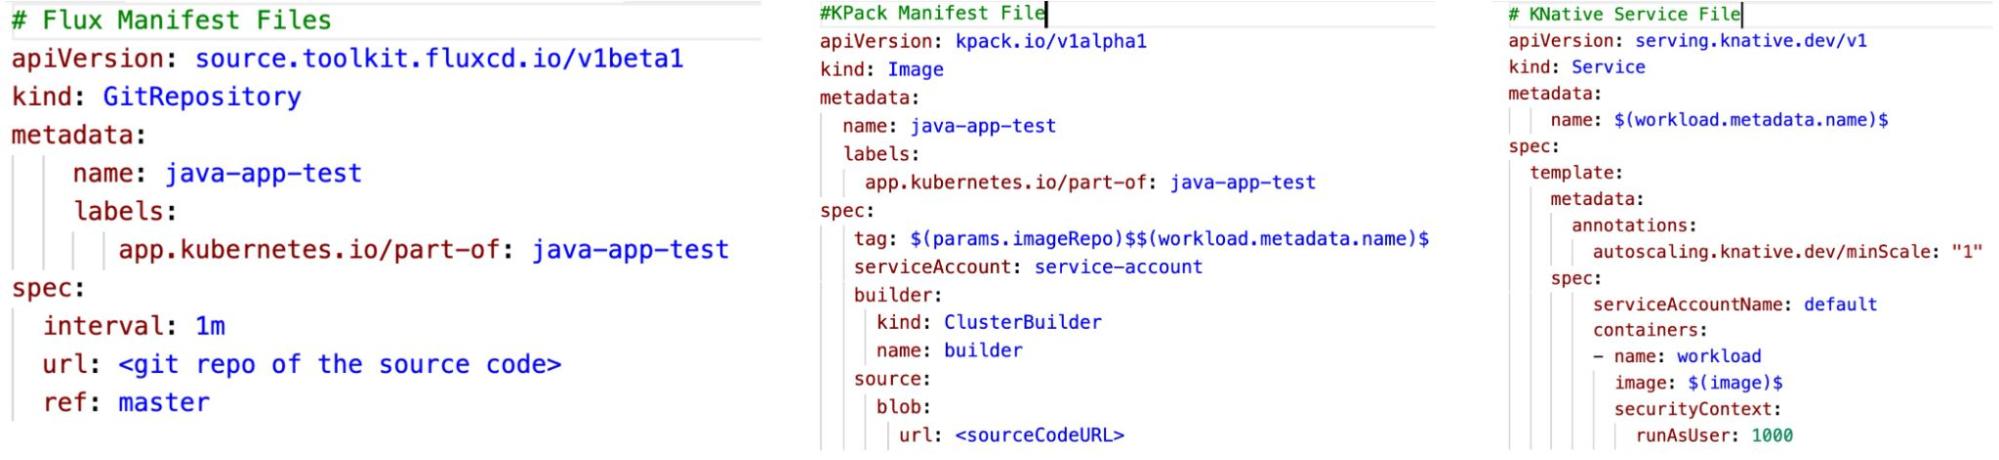 # Flux Manifest Files
apiVersion: source.toolkit.fluxcd.io/v1beta1
kind: GitRepository
metadata:
name: java-app-test
labels:
app.kubernetes.io/part-of: java-app-test
spec:
interval: 1m
url: <git repo of the source code>
ref: master
#KPack Manifest File
apiVersion: kpack.io/v1alpha1
kind: Image
metadata:
name: java-app-test
labels:
app.kubernetes.io/part-of: java-app-test
spec:
tag: $(params.imageRepo)$$(workload.metadata.name)$
serviceAccount: service-account
builder:
kind: ClusterBuilder
name: builder
source:
blob:
url: <sourceCodeURL>
# KNative Service File
apiVersion: serving.knative.dev/v1
kind: Service
metadata:
name: $(workload.metadata.name)$
spec:
template:
metadata:
annotations:
autoscaling.knative.dev/minScale: "1"
spec:
serviceAccountName: default
containers:
- name: workload
image: $(image)$
securityContext:
runAsUser: 1000